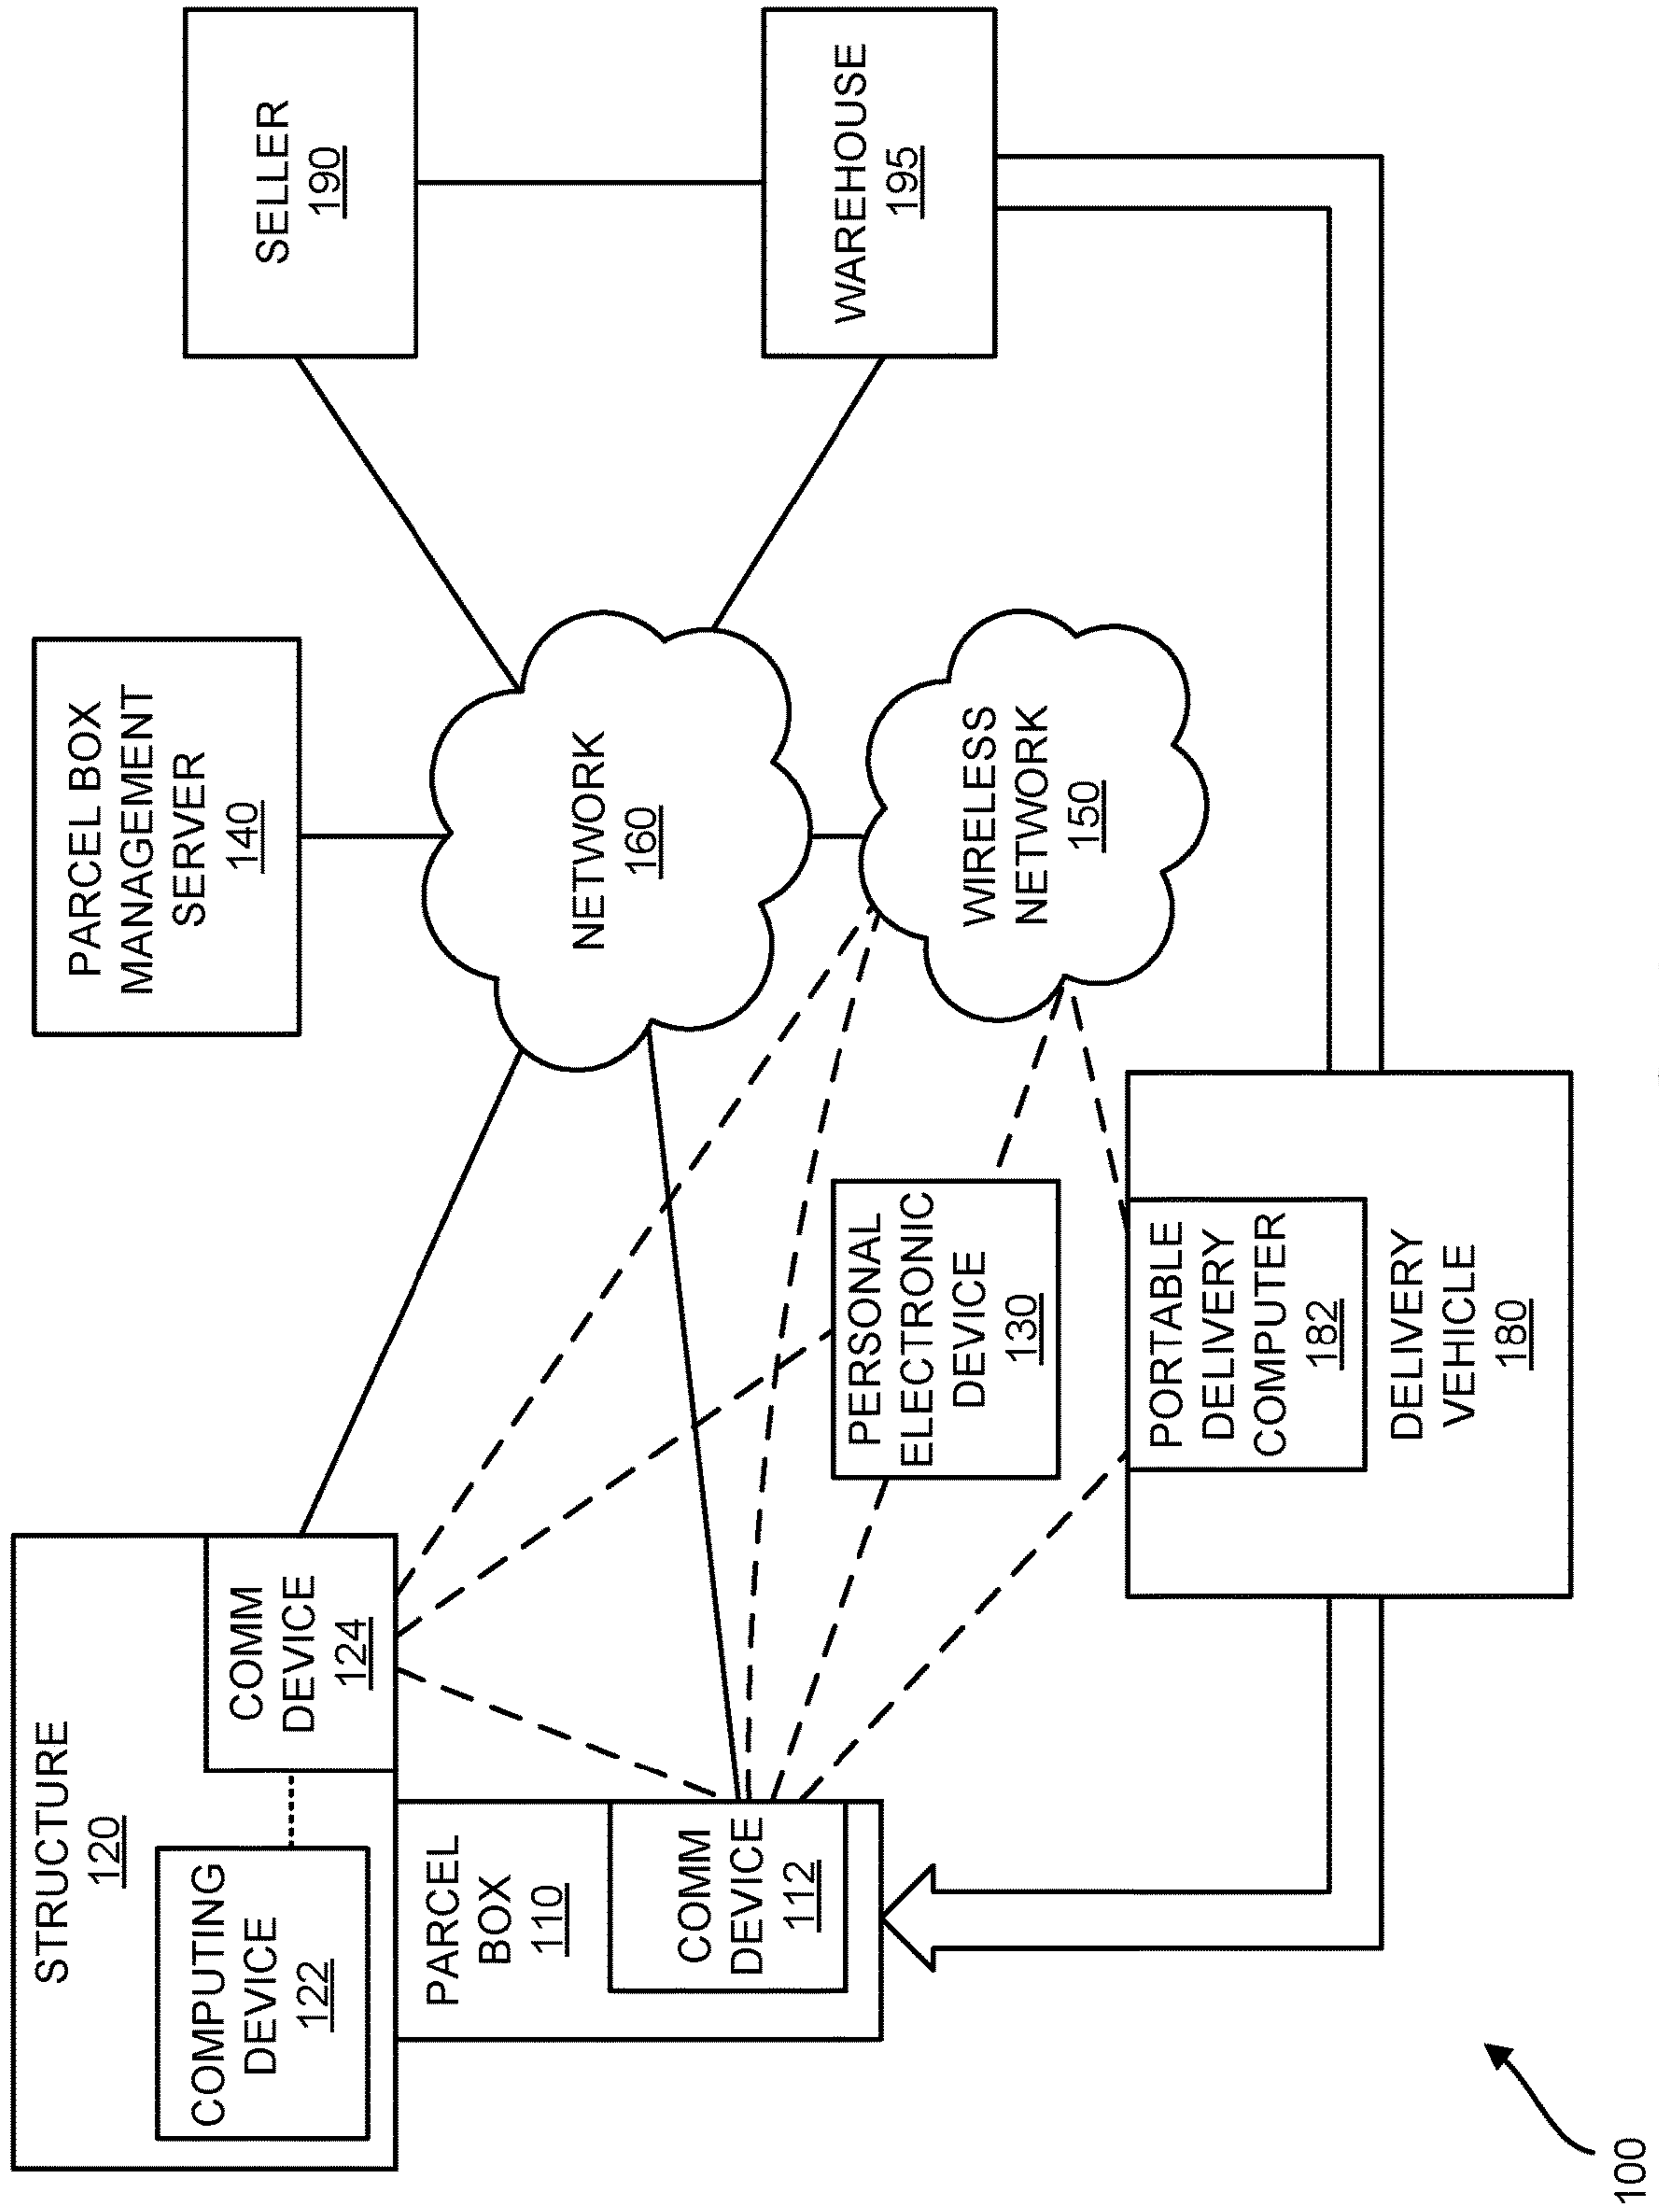 STRUCTURE
120
COMPUTING
DEVICE
122
COMM
DEVICE
124
PARCEL
BOX
110
COMM
DEVICE
112
PARCEL BOX
MANAGEMENT
SERVER
140
NETWORK
160
WIRELESS
NETWORK
150
PERSONAL
ELECTRONIC
DEVICE
130
PORTABLE
DELIVERY
COMPUTER
182
DELIVERY
VEHICLE
180
SELLER
190
WAREHOUSE
195
100